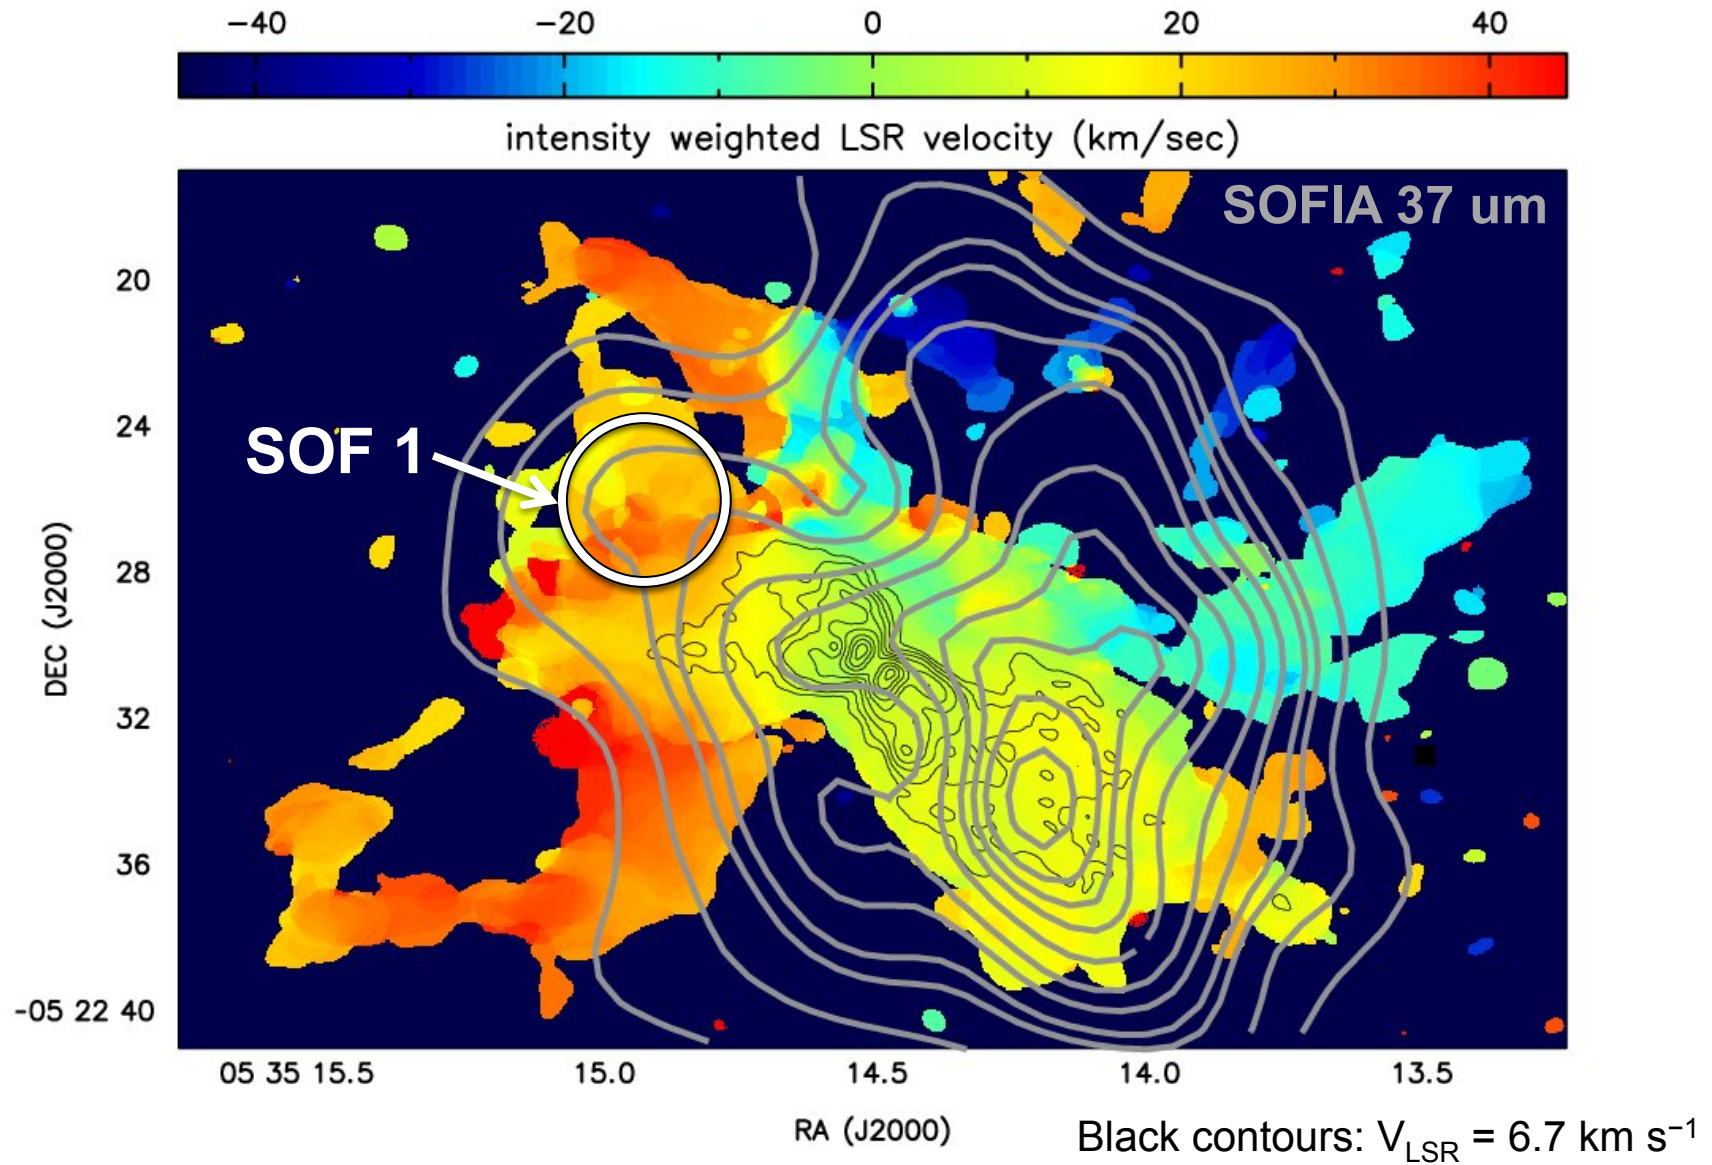 −40 −20 0 20 40
intensity weighted LSR velocity (km/sec)
SOFIA 37 um
20
24
SOF 1
28
DEC (J2000)
32
36
-05 22 40
05 35 15.5 15.0 14.5 14.0 13.5
RA (J2000)
Black contours: V_LSR = 6.7 km s⁻¹